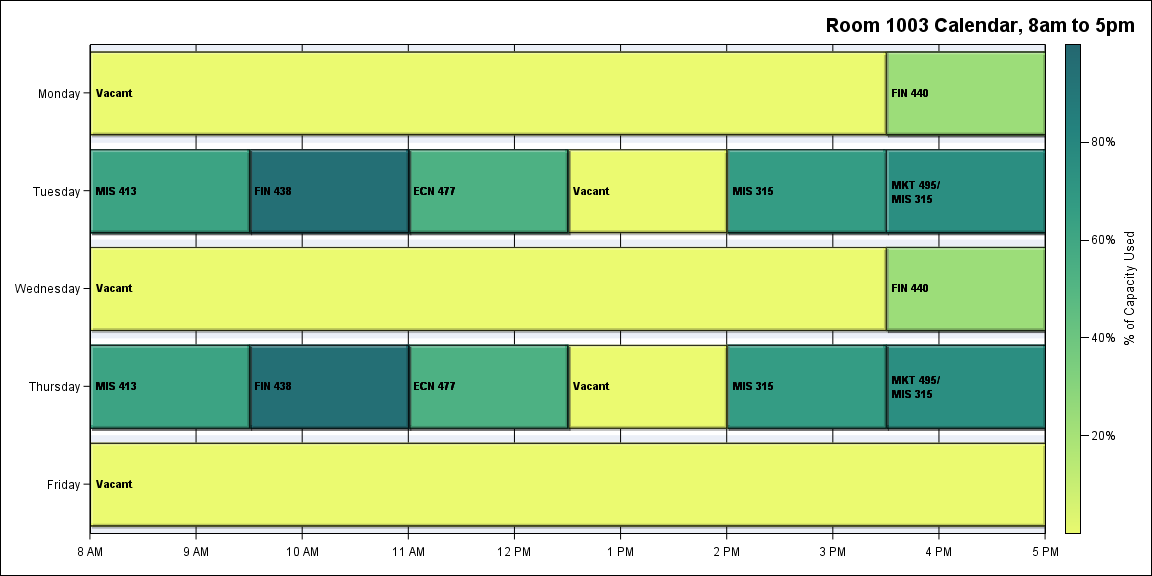 Room 1003 Calendar, 8am to 5pm
Monday
Vacant
FIN 440
Tuesday
MIS 413
FIN 438
ECN 477
Vacant
MIS 315
MKT 495/
MIS 315
Wednesday
Vacant
FIN 440
Thursday
MIS 413
FIN 438
ECN 477
Vacant
MIS 315
MKT 495/
MIS 315
Friday
Vacant
8 AM
9 AM
10 AM
11 AM
12 PM
1 PM
2 PM
3 PM
4 PM
5 PM
80%
60%
40%
20%
% of Capacity Used